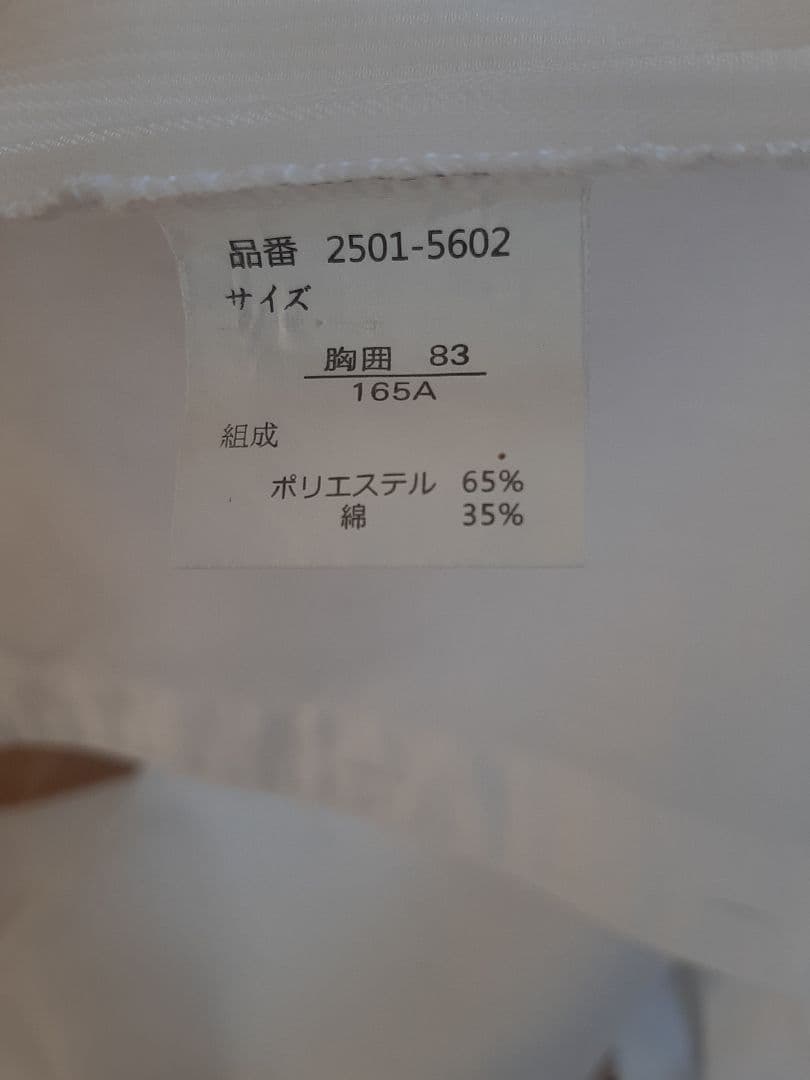 品番 2501-5602
サイズ
胸囲 83
165A
組成
ポリエステル 65%
綿 35%